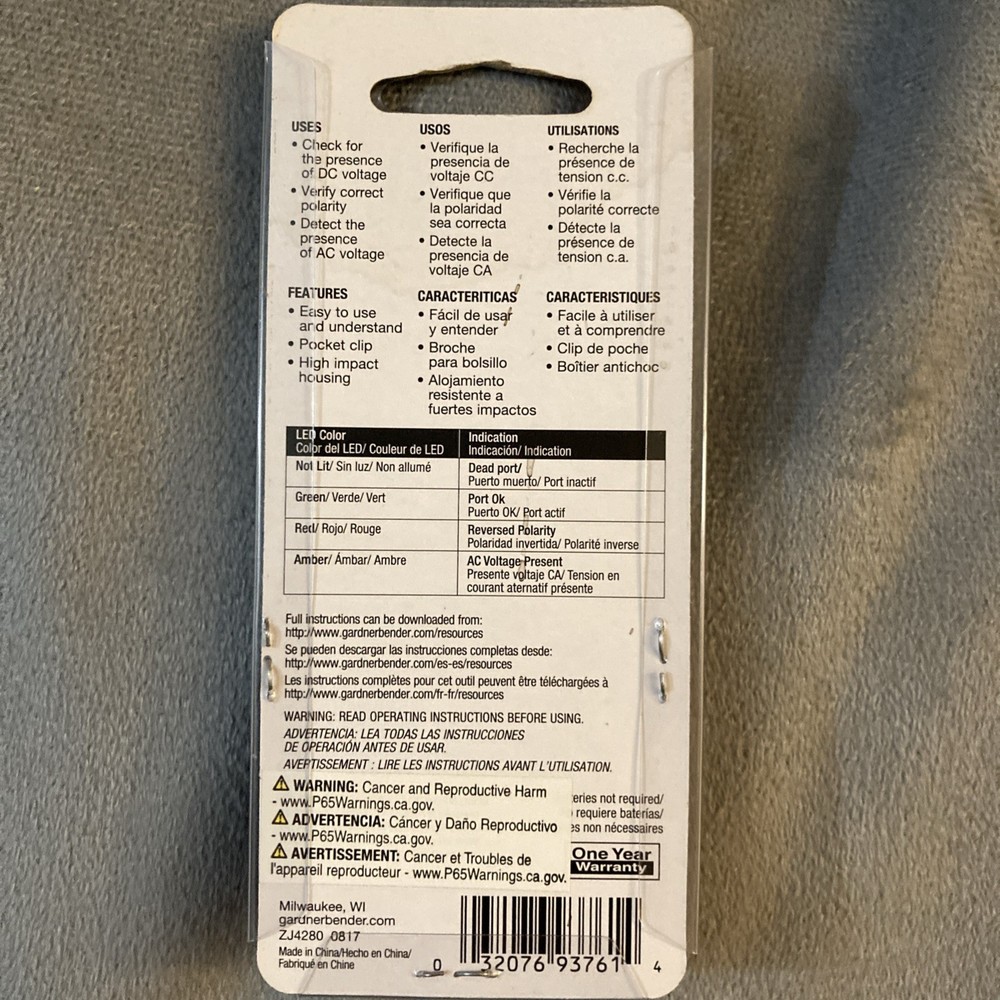 USES
• Check for
the presence
of DC voltage
• Verify correct
polarity
• Detect the
presence
of AC voltage
USOS
• Verifique la
presencia de
voltaje CC
• Verifique que
la polaridad
sea correcta
• Detecte la
presencia de
voltaje CA
UTILISATIONS
• Recherche la
présence de
tension c.c.
• Vérifie la
polarité correcte
• Détecte la
présence de
tension c.a.
FEATURES
• Easy to use
and understand
• Pocket clip
• High impact
housing
CARACTERITICAS
• Fácil de usar
y entender
• Broche
para bolsillo
• Alojamiento
resistente a
fuertes impactos
CARACTERISTIQUES
• Facile à utiliser
et à comprendre
• Clip de poche
• Boîtier antichoc
LED Color
Color del LED/ Couleur de LED
Indication
Indicación/ Indication
Not Lit/ Sin luz/ Non allumé
Dead port/
Puerto muerto/ Port inactif
Green/ Verde/ Vert
Port Ok
Puerto OK/ Port actif
Red/ Rojo/ Rouge
Reversed Polarity
Polaridad invertida/ Polarité inverse
Amber/ Ámbar/ Ambre
AC Voltage Present
Presente voltaje CA/ Tension en
courant aternatif présente
Full instructions can be downloaded from:
http://www.gardnerbender.com/resources
Se pueden descargar las instrucciones completas desde:
http://www.gardnerbender.com/es-es/resources
Les instructions complètes pour cet outil peuvent être téléchargées à
http://www.gardnerbender.com/fr-fr/resources
WARNING: READ OPERATING INSTRUCTIONS BEFORE USING.
ADVERTENCIA: LEA TODAS LAS INSTRUCCIONES
DE OPERACIÓN ANTES DE USAR.
AVERTISSEMENT : LIRE LES INSTRUCTIONS AVANT L'UTILISATION.
WARNING: Cancer and Reproductive Harm
- www.P65Warnings.ca.gov.
ADVERTENCIA: Cáncer y Daño Reproductivo
- www.P65Warnings.ca.gov.
AVERTISSEMENT: Cancer et Troubles de
l'appareil reproducteur - www.P65Warnings.ca.gov.
not required/
requiere baterías/
non nécessaires
One Year
Warranty
Milwaukee, WI
gardnerbender.com
ZJ4280 0817
Made in China/Hecho en China/
Fabriqué en Chine
0 32076 93761 4